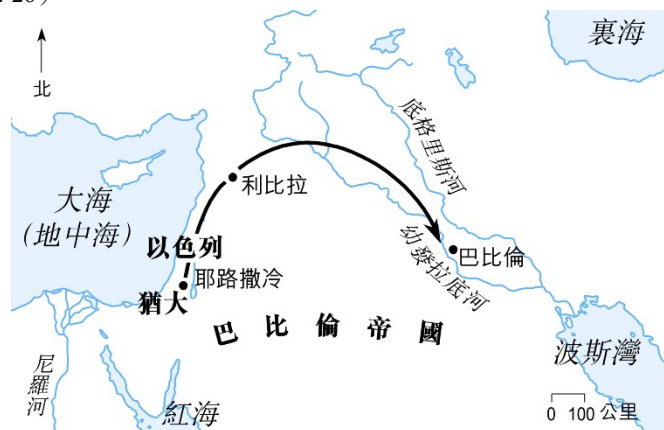 北
裏海
底格里斯河
利比拉
大海
(地中海)
以色列
幼發拉底河
巴比倫
耶路撒冷
猶大
巴比倫帝國
尼羅河
紅海
波斯灣
0 100 公里